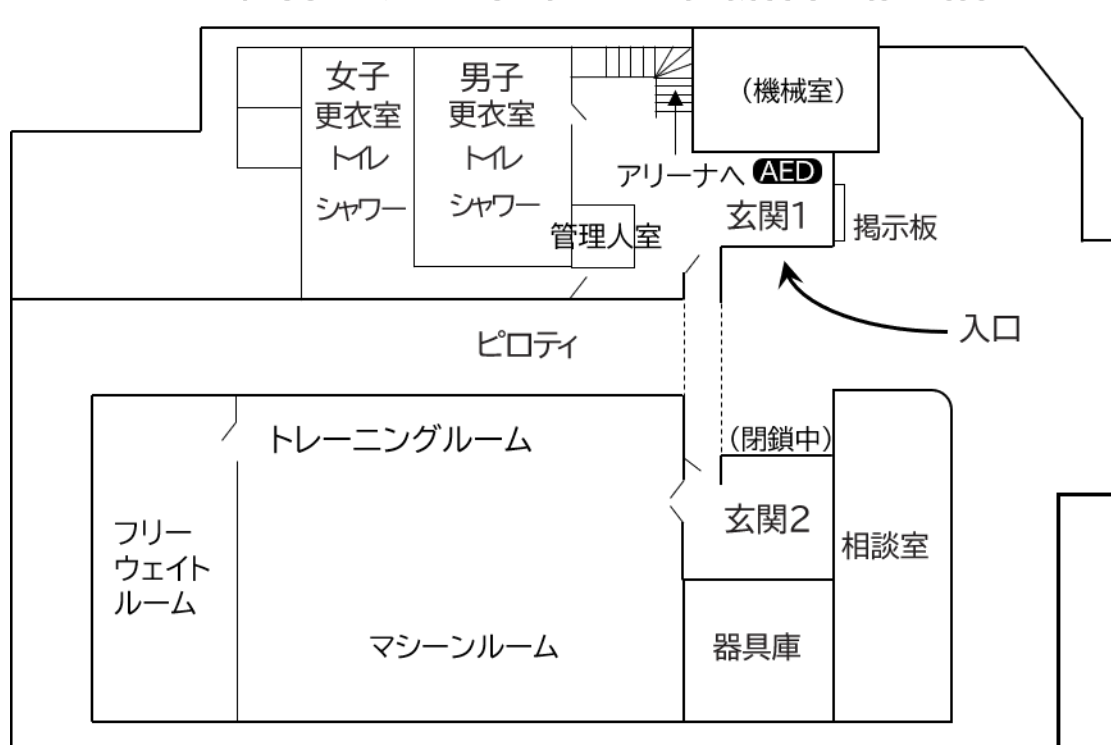 女子
更衣室
トイレ
シャワー
男子
更衣室
トイレ
シャワー
(機械室)
アリーナへ AED
玄関1
掲示板
管理人室
入口
ピロティ
(閉鎖中)
トレーニングルーム
玄関2
フリー
ウェイト
ルーム
相談室
マシーンルーム
器具庫